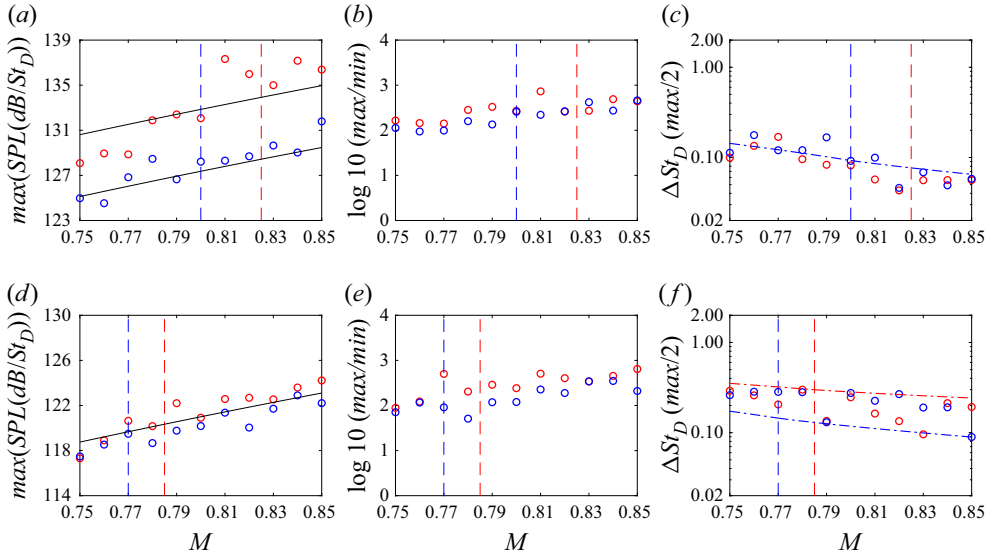 (a) (b) (c)
max(SPL(dB/St_D))
139
135
131
127
123
0.75 0.77 0.79 0.81 0.83 0.85
log 10 (max/min)
4
3
2
1
0
0.75 0.77 0.79 0.81 0.83 0.85
ΔSt_D (max/2)
2.00
1.00
0.10
0.02
0.75 0.77 0.79 0.81 0.83 0.85
(d) (e) (f)
max(SPL(dB/St_D))
130
126
122
118
114
0.75 0.77 0.79 0.81 0.83 0.85
M
log 10 (max/min)
4
3
2
1
0
0.75 0.77 0.79 0.81 0.83 0.85
M
ΔSt_D (max/2)
2.00
1.00
0.10
0.02
0.75 0.77 0.79 0.81 0.83 0.85
M